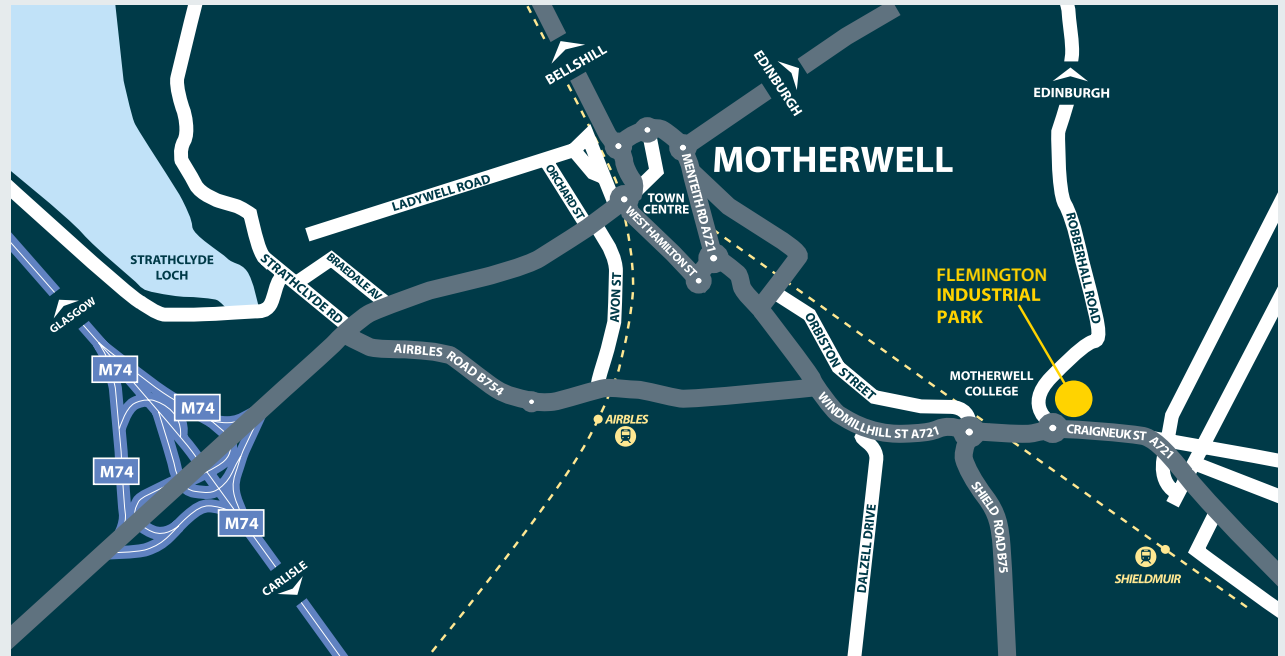 BELLSHILL
EDINBURGH
EDINBURGH
MOTHERWELL
LADYWELL ROAD
ORCHARD ST
TOWN
CENTRE
MENTEITH RD A721
WEST HAMILTON ST
STRATHCLYDE
LOCH
STRATHCLYDE RD
BRAEDALE AV
AVON ST
ROBBERHALL ROAD
FLEMINGTON
INDUSTRIAL
PARK
GLASGOW
ORBISTON STREET
AIRBLES ROAD B754
M74
M74
M74
M74
MOTHERWELL
COLLEGE
AIRBLES
WINDMILLHILL ST A721
CRAIGNEUK ST A721
SHIELD ROAD B75
DALZELL DRIVE
SHIELDMUIR
CARLISLE